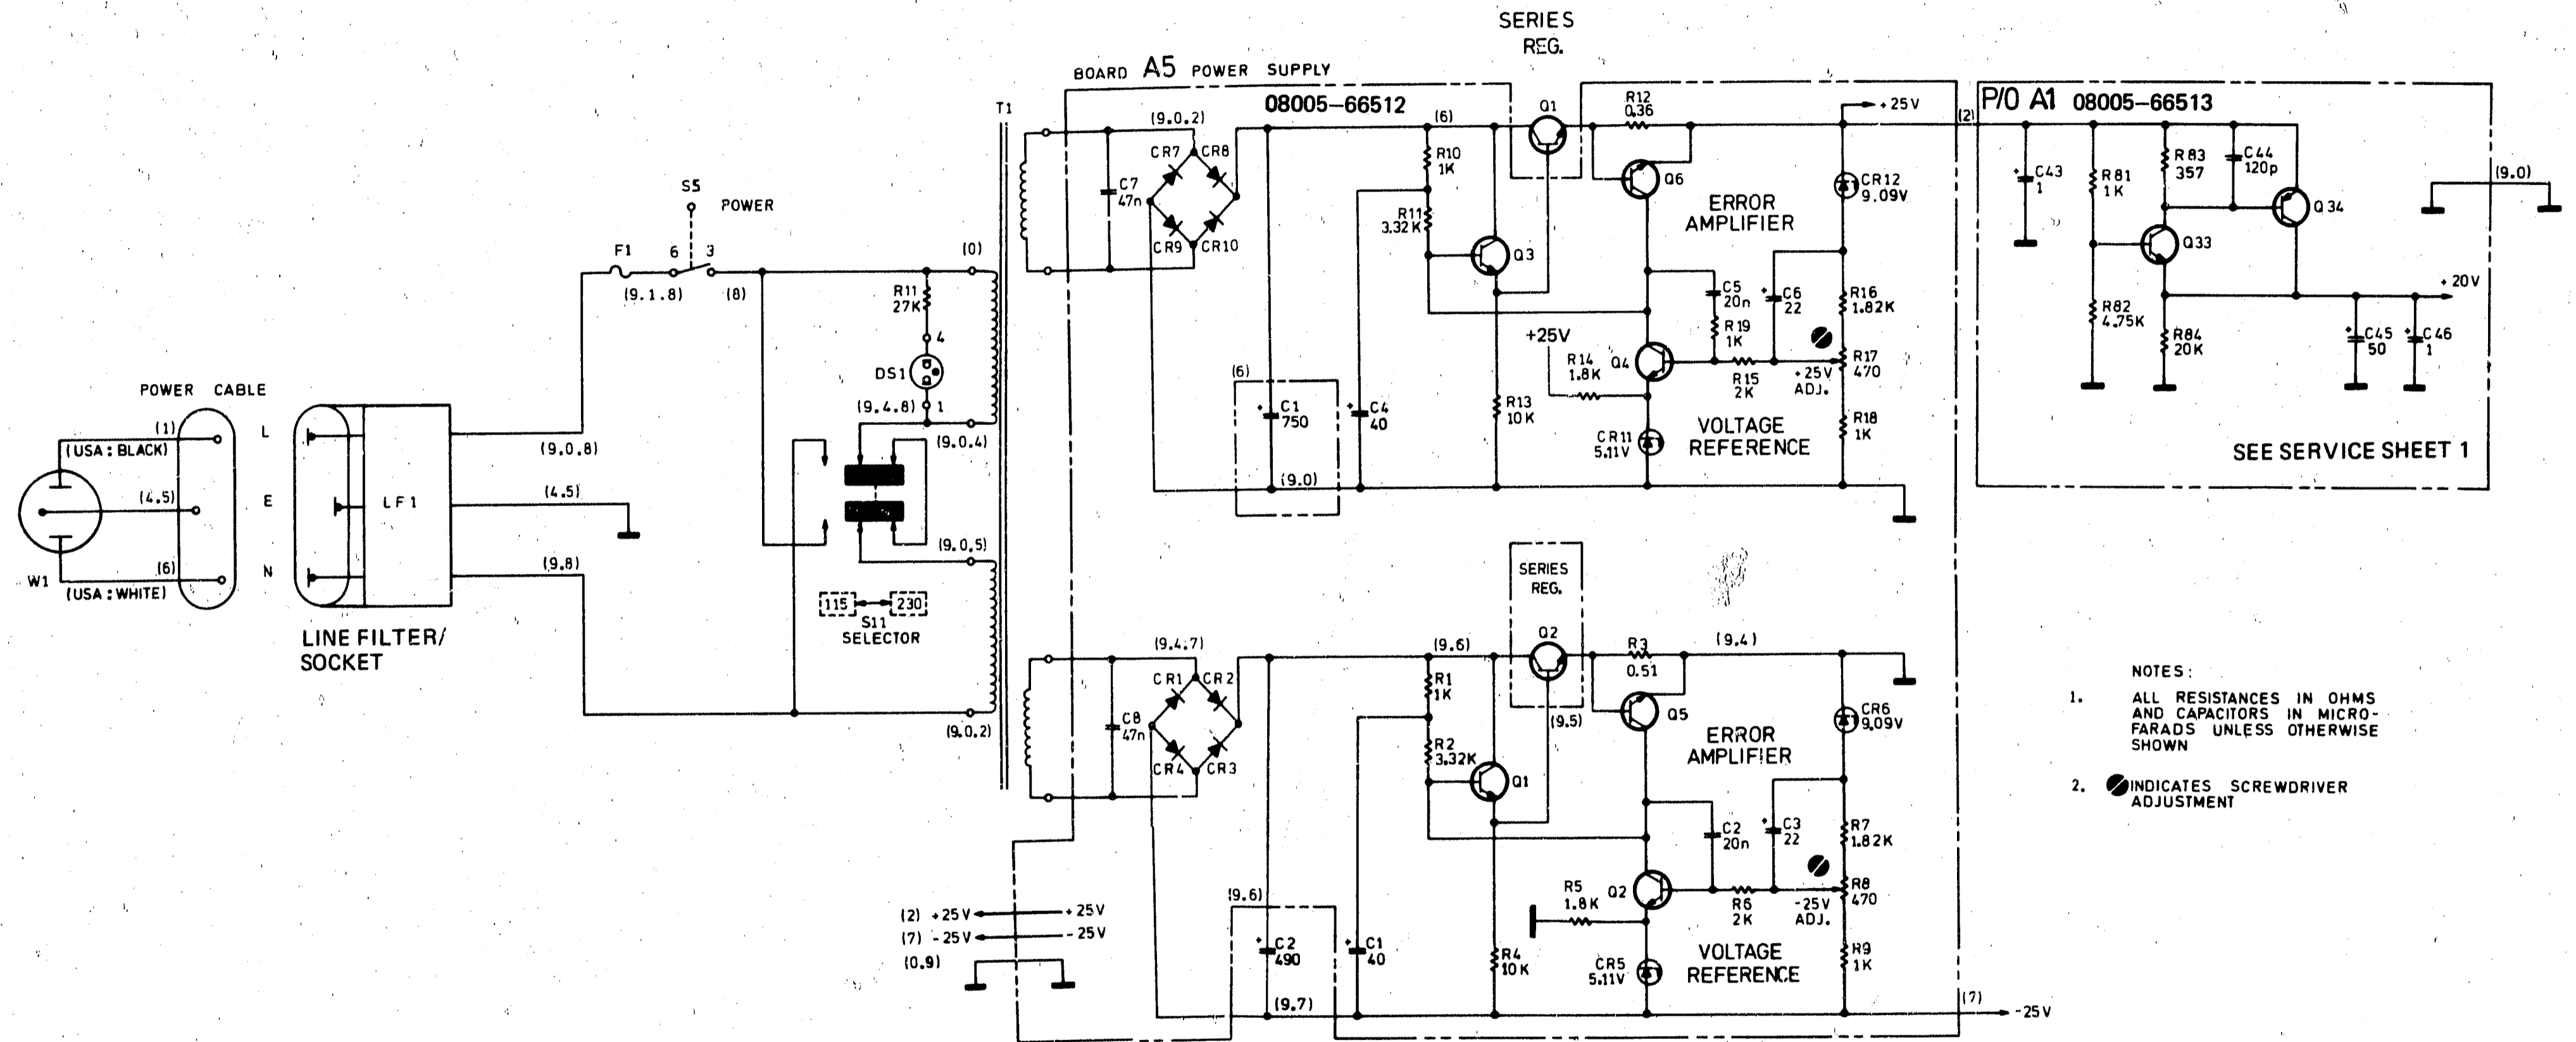 SERIES
REG.
BOARD A5 POWER SUPPLY
08005-66512
P/O A1 08005-66513
T1
(9.0.2)
CR7
CR8
CR9
CR10
C7
47n
(6)
R10
1K
R11
3.32K
Q1
R12
0.36
Q6
Q3
ERROR
AMPLIFIER
+25V
(2)
CR12
9.09V
C5
20n
R19
1K
C6
22
R16
1.82K
+25V
R14
1.8K
Q4
R15
2K
+25V
ADJ.
R17
470
(6)
C1
750
C4
40
R13
10K
CR11
5.11V
VOLTAGE
REFERENCE
R18
1K
(9.0)
C43
1
R81
1K
R83
357
C44
120p
Q34
Q33
(9.0)
R82
4.75K
R84
20K
+20V
C45
50
C46
1
SEE SERVICE SHEET 1
S5
POWER
F1
6
3
(9.1.8)
(8)
(0)
R11
27K
4
DS1
1
(9.4.8)
(9.0.4)
(9.0.5)
115
230
S11
SELECTOR
(9.0.2)
POWER CABLE
(1)
(USA: BLACK)
(4.5)
(6)
(USA: WHITE)
W1
L
E
N
LF1
(9.0.8)
(4.5)
(9.8)
LINE FILTER/
SOCKET
(9.4.7)
CR1
CR2
CR4
CR3
C8
47n
(9.6)
R1
1K
R2
3.32K
SERIES
REG.
Q2
(9.5)
R3
0.51
(9.4)
Q5
Q1
ERROR
AMPLIFIER
CR6
9.09V
C2
20n
C3
22
R7
1.82K
R5
1.8K
Q2
R6
2K
-25V
ADJ.
R8
470
(9.6)
C2
490
C1
40
R4
10K
CR5
5.11V
VOLTAGE
REFERENCE
R9
1K
(9.7)
(7)
-25V
(2) +25V
+25V
(7) -25V
-25V
(0.9)
NOTES:
1. ALL RESISTANCES IN OHMS
AND CAPACITORS IN MICRO-
FARADS UNLESS OTHERWISE
SHOWN
2. INDICATES SCREWDRIVER
ADJUSTMENT